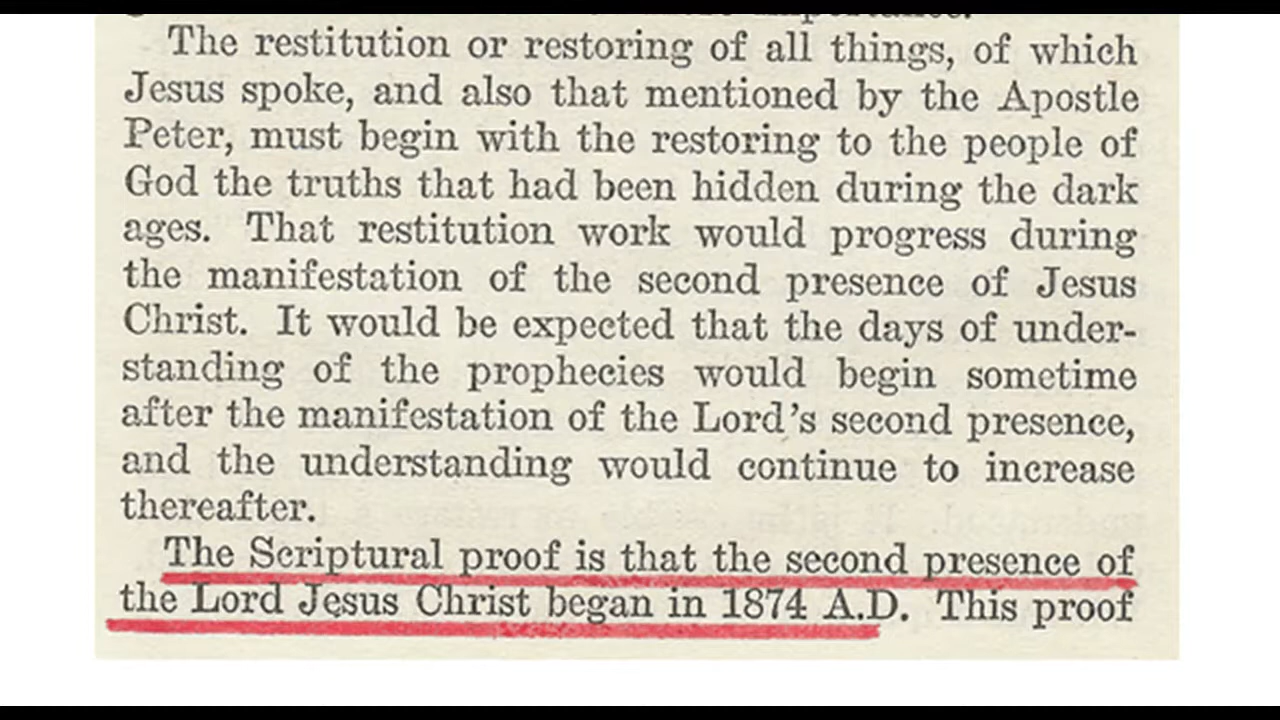 The restitution or restoring of all things, of which
Jesus spoke, and also that mentioned by the Apostle
Peter, must begin with the restoring to the people of
God the truths that had been hidden during the dark
ages. That restitution work would progress during
the manifestation of the second presence of Jesus
Christ. It would be expected that the days of under-
standing of the prophecies would begin sometime
after the manifestation of the Lord's second presence,
and the understanding would continue to increase
thereafter.
The Scriptural proof is that the second presence of
the Lord Jesus Christ began in 1874 A.D. This proof